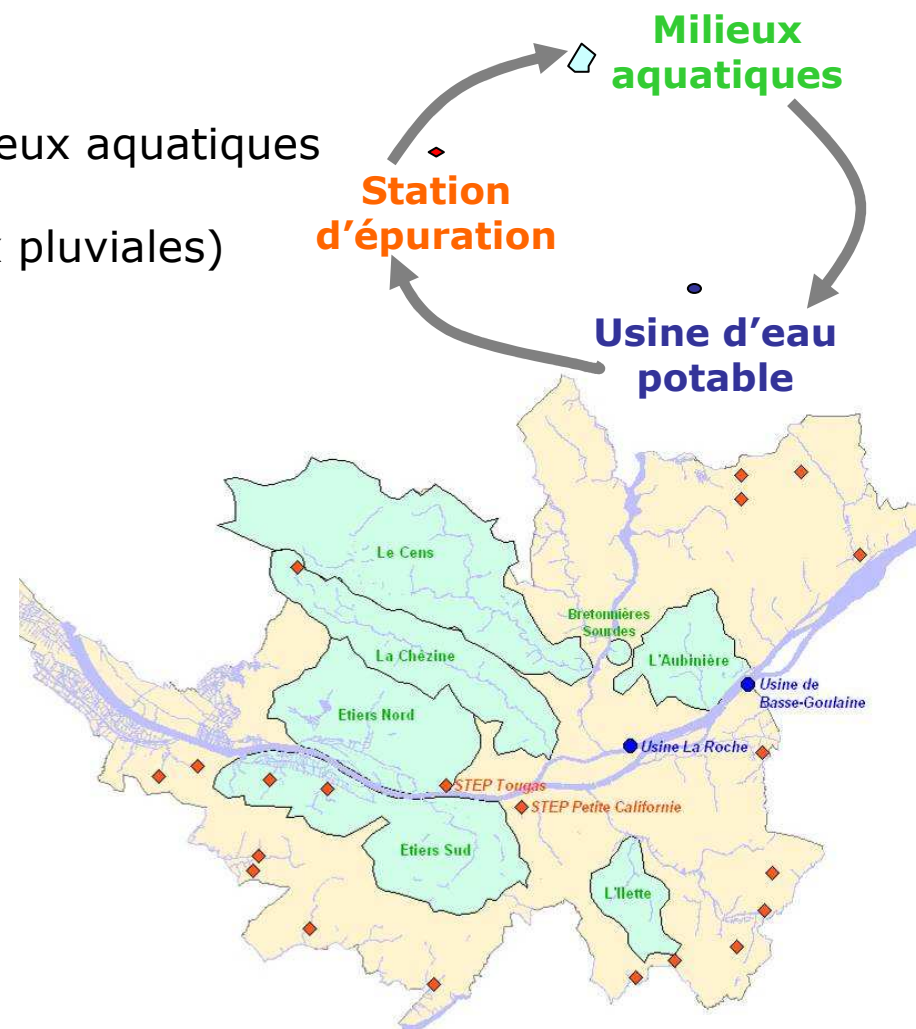 Milieux
aquatiques
eux aquatiques
Station
d'épuration
x pluviales)
Usine d'eau
potable
Le Cens
Bretonnières
Sourdes
La Chèzine
L'Aubinière
Usine de
Basse-Goulaine
Etiers Nord
Usine La Roche
STEP Tougas
STEP Petite Californie
Etiers Sud
L'Ilette